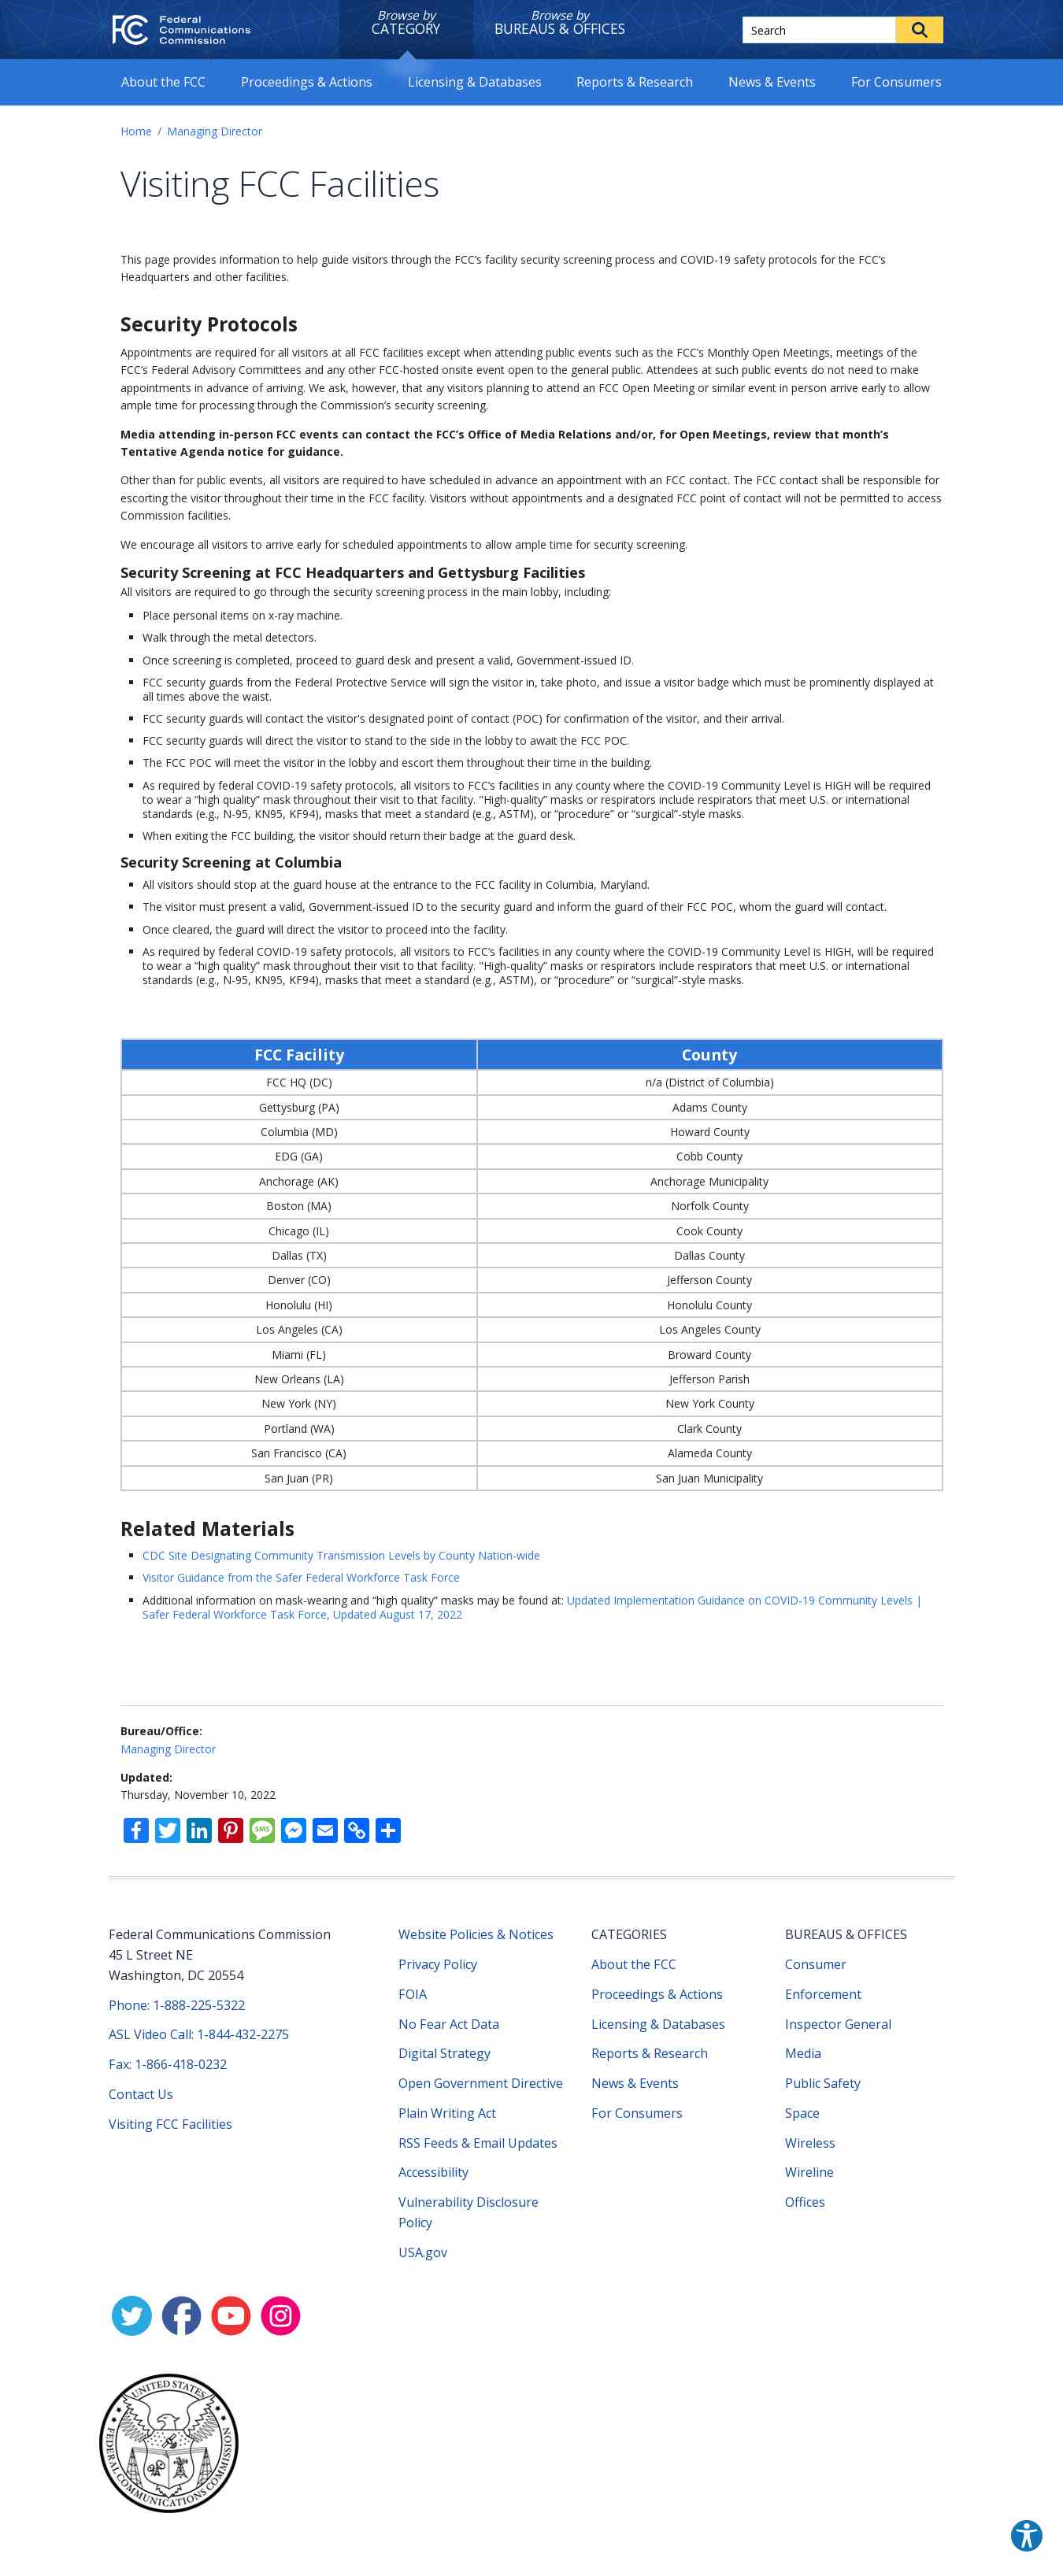 FC Federal
Communications
Commission
Browse by
CATEGORY
Browse by
BUREAUS & OFFICES
Search
About the FCC
Proceedings & Actions
Licensing & Databases
Reports & Research
News & Events
For Consumers
Home / Managing Director
Visiting FCC Facilities
This page provides information to help guide visitors through the FCC’s facility security screening process and COVID-19 safety protocols for the FCC’s
Headquarters and other facilities.
Security Protocols
Appointments are required for all visitors at all FCC facilities except when attending public events such as the FCC’s Monthly Open Meetings, meetings of the
FCC’s Federal Advisory Committees and any other FCC-hosted onsite event open to the general public. Attendees at such public events do not need to make
appointments in advance of arriving. We ask, however, that any visitors planning to attend an FCC Open Meeting or similar event in person arrive early to allow
ample time for processing through the Commission’s security screening.
Media attending in-person FCC events can contact the FCC’s Office of Media Relations and/or, for Open Meetings, review that month’s
Tentative Agenda notice for guidance.
Other than for public events, all visitors are required to have scheduled in advance an appointment with an FCC contact. The FCC contact shall be responsible for
escorting the visitor throughout their time in the FCC facility. Visitors without appointments and a designated FCC point of contact will not be permitted to access
Commission facilities.
We encourage all visitors to arrive early for scheduled appointments to allow ample time for security screening.
Security Screening at FCC Headquarters and Gettysburg Facilities
All visitors are required to go through the security screening process in the main lobby, including:
Place personal items on x-ray machine.
Walk through the metal detectors.
Once screening is completed, proceed to guard desk and present a valid, Government-issued ID.
FCC security guards from the Federal Protective Service will sign the visitor in, take photo, and issue a visitor badge which must be prominently displayed at
all times above the waist.
FCC security guards will contact the visitor's designated point of contact (POC) for confirmation of the visitor, and their arrival.
FCC security guards will direct the visitor to stand to the side in the lobby to await the FCC POC.
The FCC POC will meet the visitor in the lobby and escort them throughout their time in the building.
As required by federal COVID-19 safety protocols, all visitors to FCC’s facilities in any county where the COVID-19 Community Level is HIGH will be required
to wear a “high quality” mask throughout their visit to that facility. "High-quality” masks or respirators include respirators that meet U.S. or international
standards (e.g., N-95, KN95, KF94), masks that meet a standard (e.g., ASTM), or “procedure” or “surgical”-style masks.
When exiting the FCC building, the visitor should return their badge at the guard desk.
Security Screening at Columbia
All visitors should stop at the guard house at the entrance to the FCC facility in Columbia, Maryland.
The visitor must present a valid, Government-issued ID to the security guard and inform the guard of their FCC POC, whom the guard will contact.
Once cleared, the guard will direct the visitor to proceed into the facility.
As required by federal COVID-19 safety protocols, all visitors to FCC’s facilities in any county where the COVID-19 Community Level is HIGH, will be required
to wear a “high quality” mask throughout their visit to that facility. "High-quality” masks or respirators include respirators that meet U.S. or international
standards (e.g., N-95, KN95, KF94), masks that meet a standard (e.g., ASTM), or “procedure” or “surgical”-style masks.
FCC Facility County
FCC HQ (DC) n/a (District of Columbia)
Gettysburg (PA) Adams County
Columbia (MD) Howard County
EDG (GA) Cobb County
Anchorage (AK) Anchorage Municipality
Boston (MA) Norfolk County
Chicago (IL) Cook County
Dallas (TX) Dallas County
Denver (CO) Jefferson County
Honolulu (HI) Honolulu County
Los Angeles (CA) Los Angeles County
Miami (FL) Broward County
New Orleans (LA) Jefferson Parish
New York (NY) New York County
Portland (WA) Clark County
San Francisco (CA) Alameda County
San Juan (PR) San Juan Municipality
Related Materials
CDC Site Designating Community Transmission Levels by County Nation-wide
Visitor Guidance from the Safer Federal Workforce Task Force
Additional information on mask-wearing and “high quality” masks may be found at: Updated Implementation Guidance on COVID-19 Community Levels |
Safer Federal Workforce Task Force, Updated August 17, 2022
Bureau/Office:
Managing Director
Updated:
Thursday, November 10, 2022
SMS
Federal Communications Commission
45 L Street NE
Washington, DC 20554
Phone: 1-888-225-5322
ASL Video Call: 1-844-432-2275
Fax: 1-866-418-0232
Contact Us
Visiting FCC Facilities
Website Policies & Notices
Privacy Policy
FOIA
No Fear Act Data
Digital Strategy
Open Government Directive
Plain Writing Act
RSS Feeds & Email Updates
Accessibility
Vulnerability Disclosure
Policy
USA.gov
CATEGORIES
About the FCC
Proceedings & Actions
Licensing & Databases
Reports & Research
News & Events
For Consumers
BUREAUS & OFFICES
Consumer
Enforcement
Inspector General
Media
Public Safety
Space
Wireless
Wireline
Offices
UNITED STATES
FEDERAL COMMUNICATIONS COMMISSION